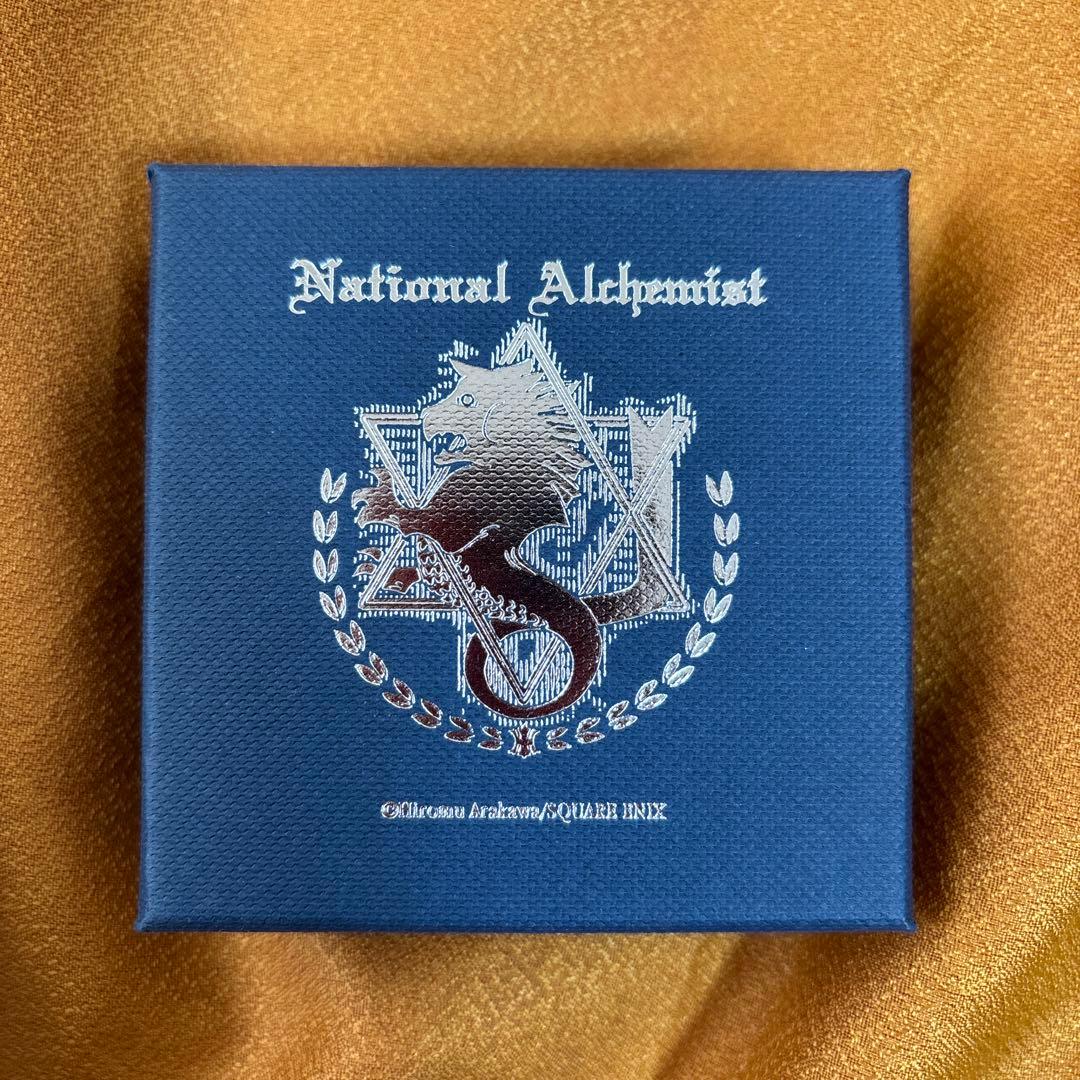 National Alchemist
©Hiromu Arakawa/SQUARE ENIX